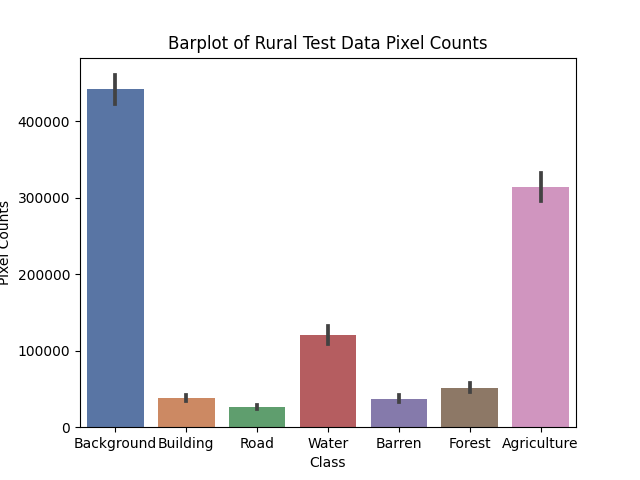 Barplot of Rural Test Data Pixel Counts
400000
300000
200000
100000
0
Pixel Counts
Background Building Road Water Barren Forest Agriculture
Class